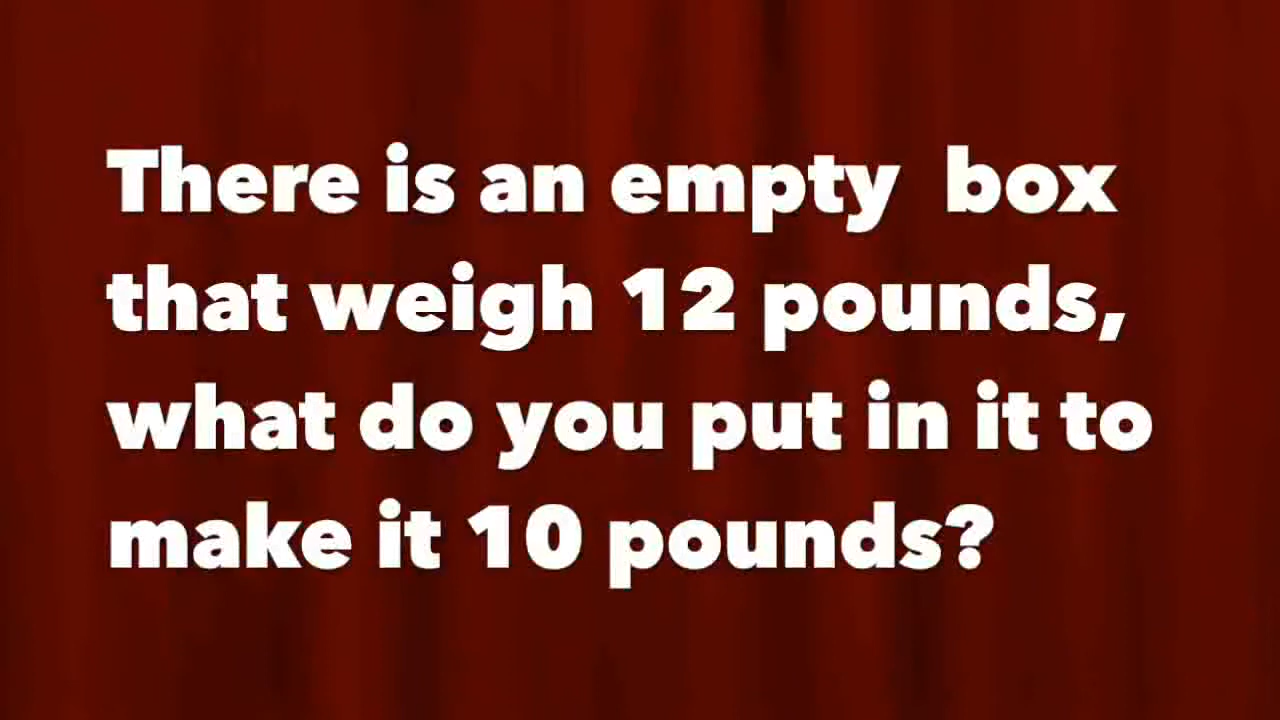 There is an empty  box
that weigh 12 pounds,
what do you put in it to
make it 10 pounds?